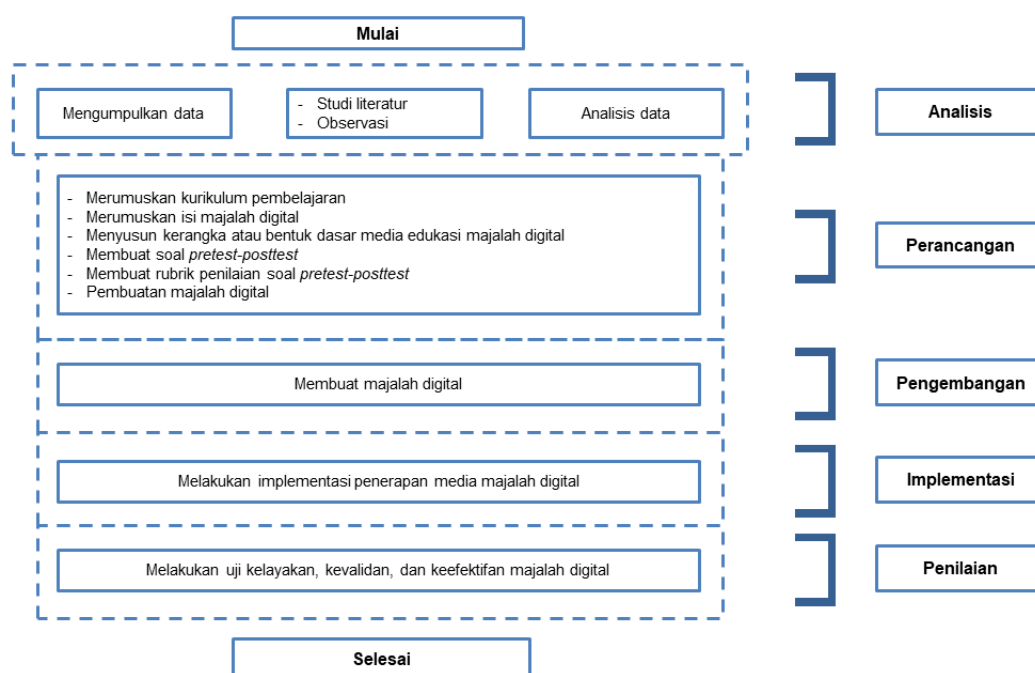 Mulai
Mengumpulkan data
- Studi literatur
- Observasi
Analisis data
Analisis
- Merumuskan kurikulum pembelajaran
- Merumuskan isi majalah digital
- Menyusun kerangka atau bentuk dasar media edukasi majalah digital
- Membuat soal pretest-posttest
- Membuat rubrik penilaian soal pretest-posttest
- Pembuatan majalah digital
Perancangan
Membuat majalah digital
Pengembangan
Melakukan implementasi penerapan media majalah digital
Implementasi
Melakukan uji kelayakan, kevalidan, dan keefektifan majalah digital
Penilaian
Selesai